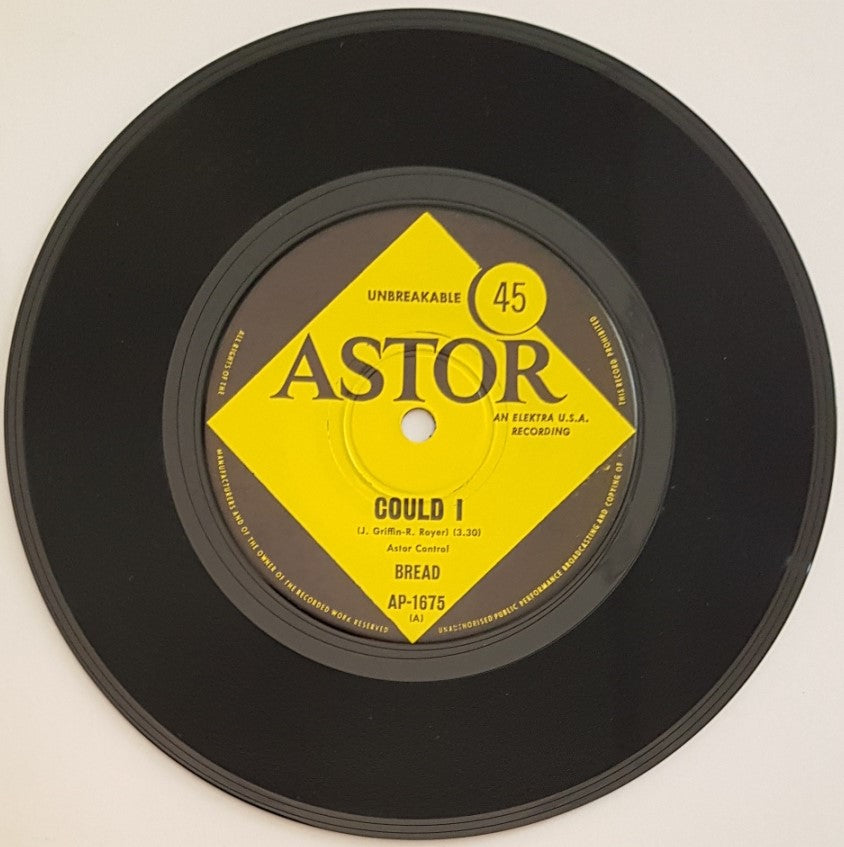 UNBREAKABLE 45
ASTOR
AN ELEKTRA U.S.A.
RECORDING
COULD I
(J. Griffin-R. Royer) (3.30)
Astor Control
BREAD
AP-1675
(A)
ALL RIGHTS OF THE
MANUFACTURERS AND OF THE OWNER OF THE RECORDED WORK RESERVED
UNAUTHORISED PUBLIC PERFORMANCE BROADCASTING AND COPYING OF
THIS RECORD PROHIBITED